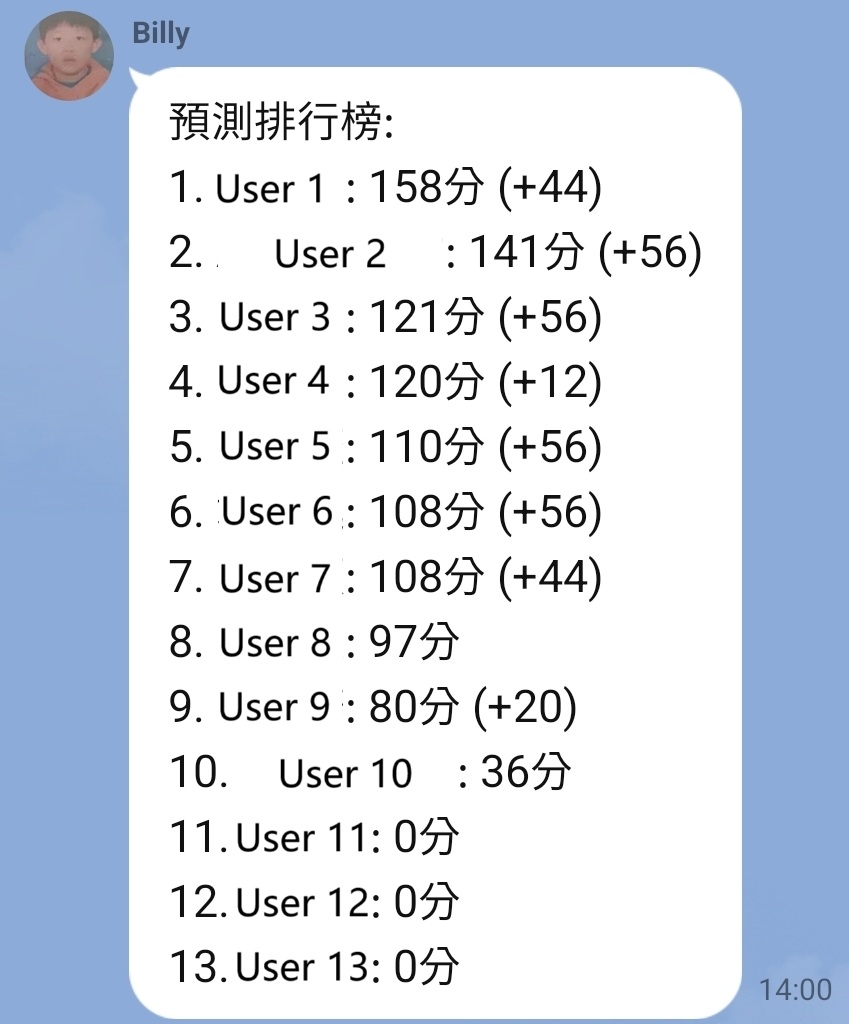 Billy
預測排行榜:
1. User 1 : 158分 (+44)
2. User 2 : 141分 (+56)
3. User 3 : 121分 (+56)
4. User 4 : 120分 (+12)
5. User 5 : 110分 (+56)
6. User 6 : 108分 (+56)
7. User 7 : 108分 (+44)
8. User 8 : 97分
9. User 9 : 80分 (+20)
10. User 10 : 36分
11. User 11: 0分
12. User 12: 0分
13. User 13: 0分
14:00